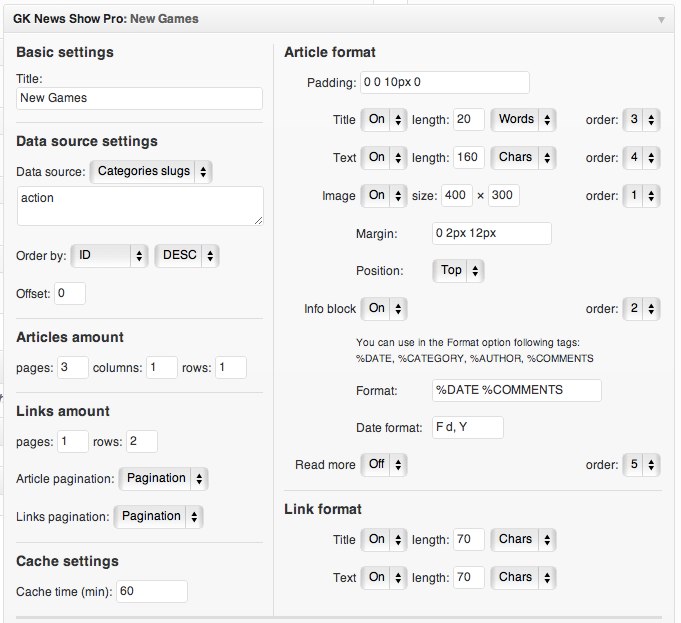 GK News Show Pro: New Games
Basic settings
Title:
New Games
Data source settings
Data source: Categories slugs
action
Order by: ID DESC
Offset: 0
Articles amount
pages: 3 columns: 1 rows: 1
Links amount
pages: 1 rows: 2
Article pagination: Pagination
Links pagination: Pagination
Cache settings
Cache time (min): 60
Article format
Padding: 0 0 10px 0
Title On length: 20 Words order: 3
Text On length: 160 Chars order: 4
Image On size: 400 × 300 order: 1
Margin: 0 2px 12px
Position: Top
Info block On order: 2
You can use in the Format option following tags:
%DATE, %CATEGORY, %AUTHOR, %COMMENTS
Format: %DATE %COMMENTS
Date format: F d, Y
Read more Off order: 5
Link format
Title On length: 70 Chars
Text On length: 70 Chars